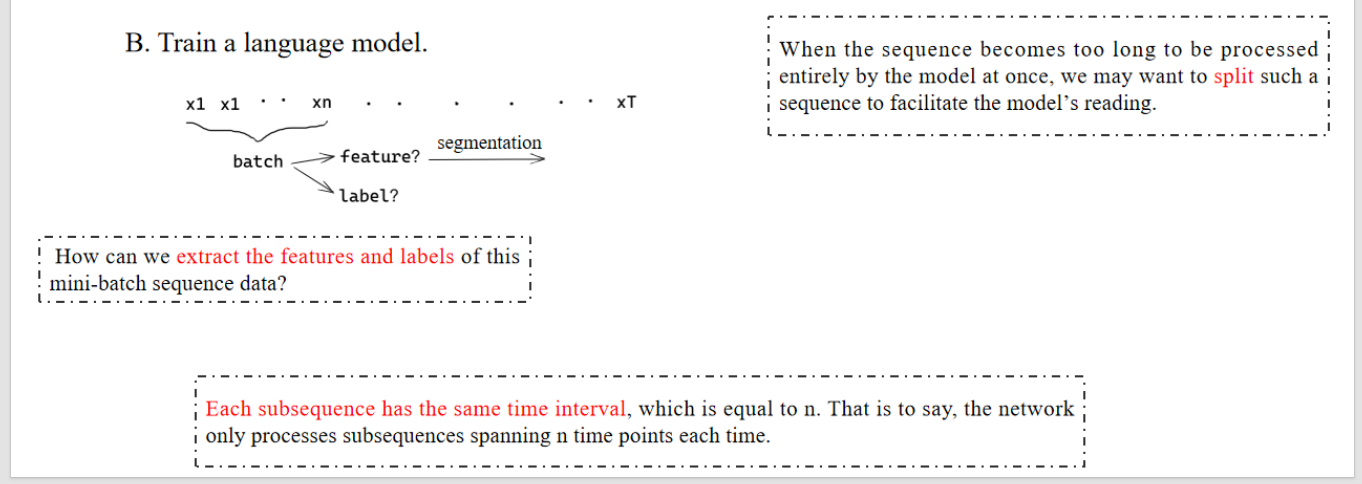 B. Train a language model.
When the sequence becomes too long to be processed
entirely by the model at once, we may want to split such a
sequence to facilitate the model's reading.
x1 x1 · · xn · · · · · · xT
segmentation
batch feature?
label?
How can we extract the features and labels of this
mini-batch sequence data?
Each subsequence has the same time interval, which is equal to n. That is to say, the network
only processes subsequences spanning n time points each time.